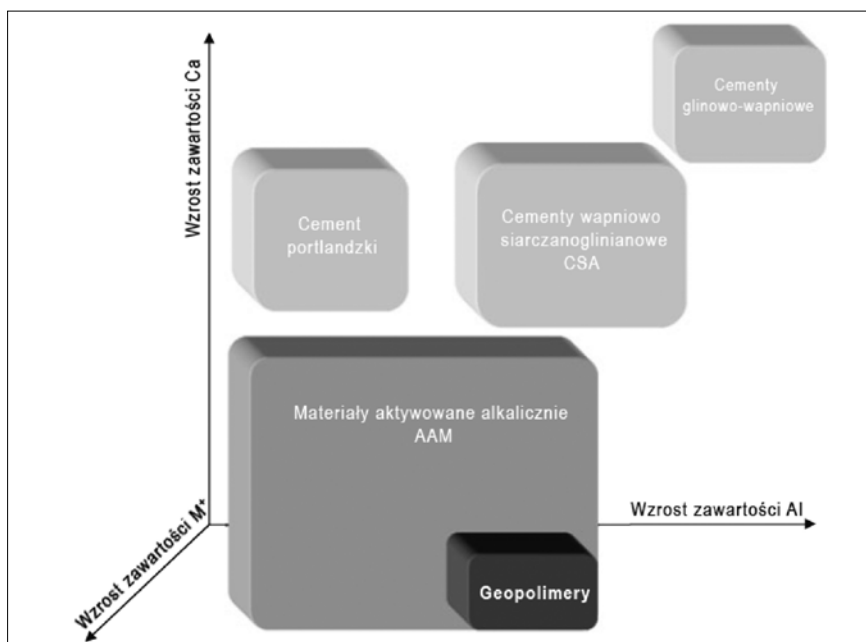 Wzrost zawartości Ca
Cementy
glinowo-wapniowe
Cement
portlandzki
Cementy wapniowo
siarczanoglinianowe
CSA
Materiały aktywowane alkalicznie
AAM
Wzrost zawartości M⁺
Wzrost zawartości Al
Geopolimery